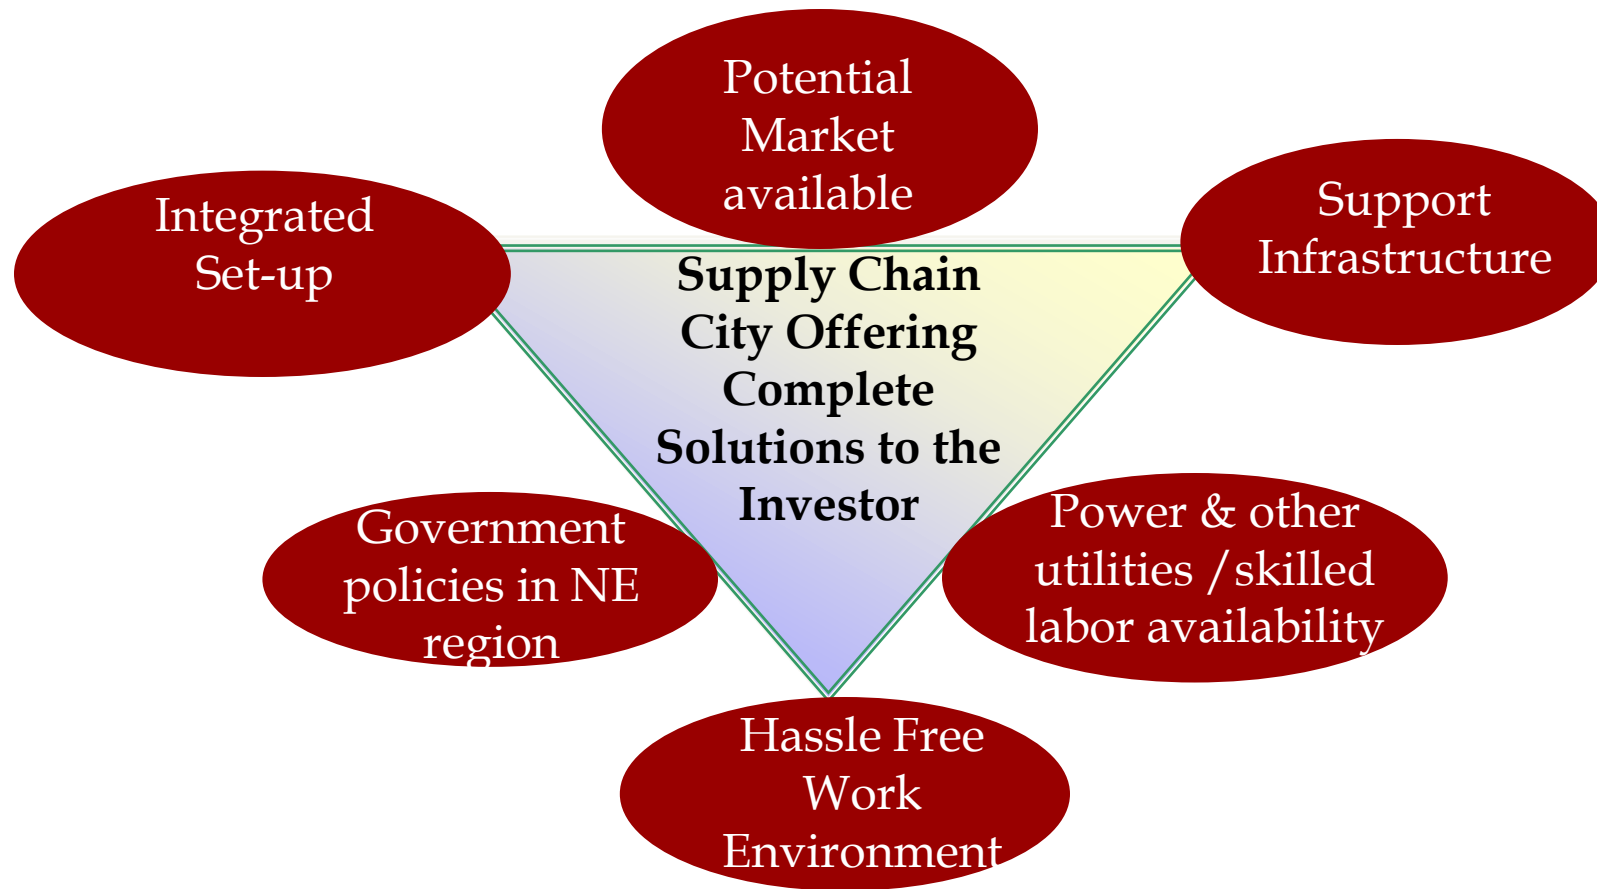 Potential
Market
available
Integrated
Set-up
Support
Infrastructure
Supply Chain
City Offering
Complete
Solutions to the
Investor
Government
policies in NE
region
Power & other
utilities /skilled
labor availability
Hassle Free
Work
Environment